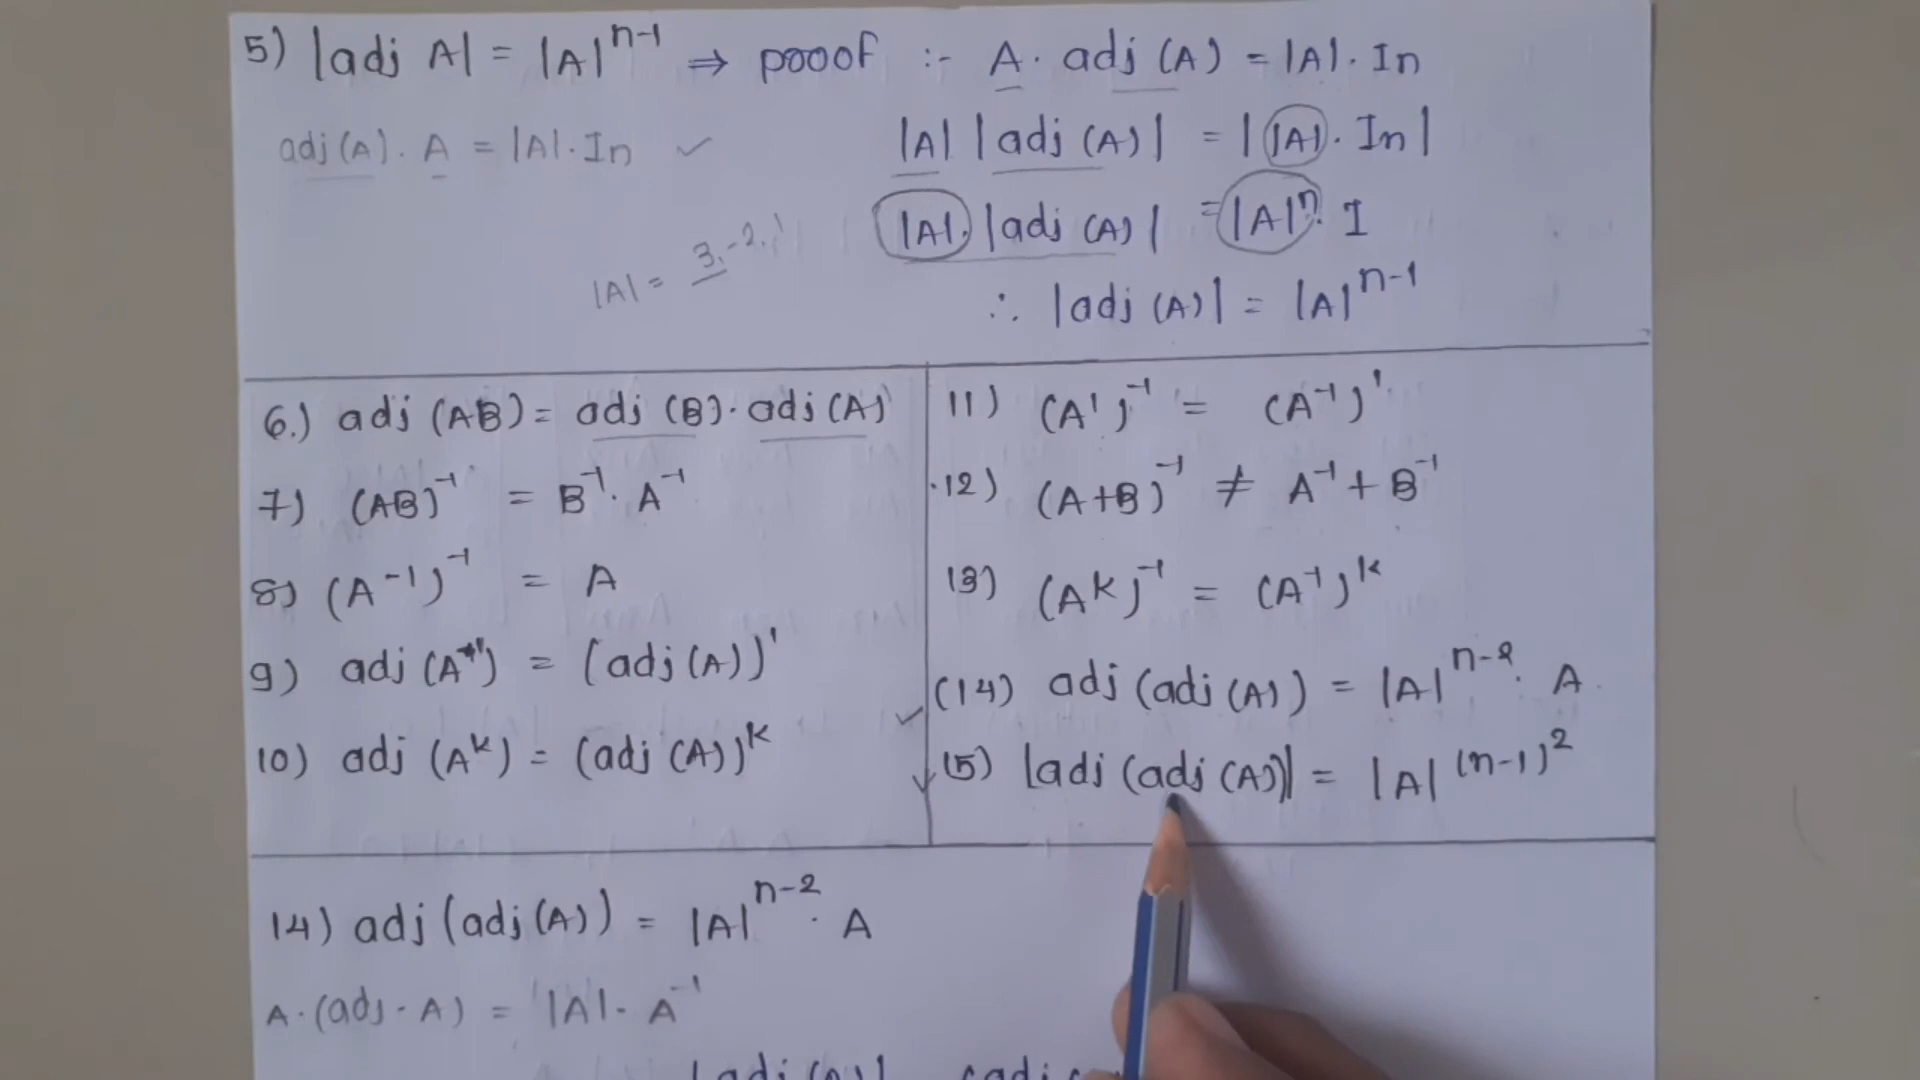 5) |adj A| = |A|ⁿ⁻¹ ⇒ pooof :- A. adj (A) = |A|. In
adj(A). A = |A|.In ✓
|A| |adj (A)| = ||A|. In|
|A|. |adj (A)| = |A|ⁿ. I
|A| = 3,-2,1
∴ |adj (A)| = |A|ⁿ⁻¹
6.) adj (AB) = adj (B). adj (A)
7) (AB)⁻¹ = B⁻¹. A⁻¹
8) (A⁻¹)⁻¹ = A
9) adj (A') = (adj (A))'
10) adj (Aᵏ) = (adj (A))ᵏ
11) (A')⁻¹ = (A⁻¹)'
12) (A+B)⁻¹ ≠ A⁻¹ + B⁻¹
13) (Aᵏ)⁻¹ = (A⁻¹)ᵏ
✓ (14) adj (adj (A)) = |A|ⁿ⁻². A
✓ (15) |adj (adj (A))| = |A|⁽ⁿ⁻¹⁾²
14) adj (adj (A)) = |A|ⁿ⁻². A
A. (adj. A) = |A|. A⁻¹